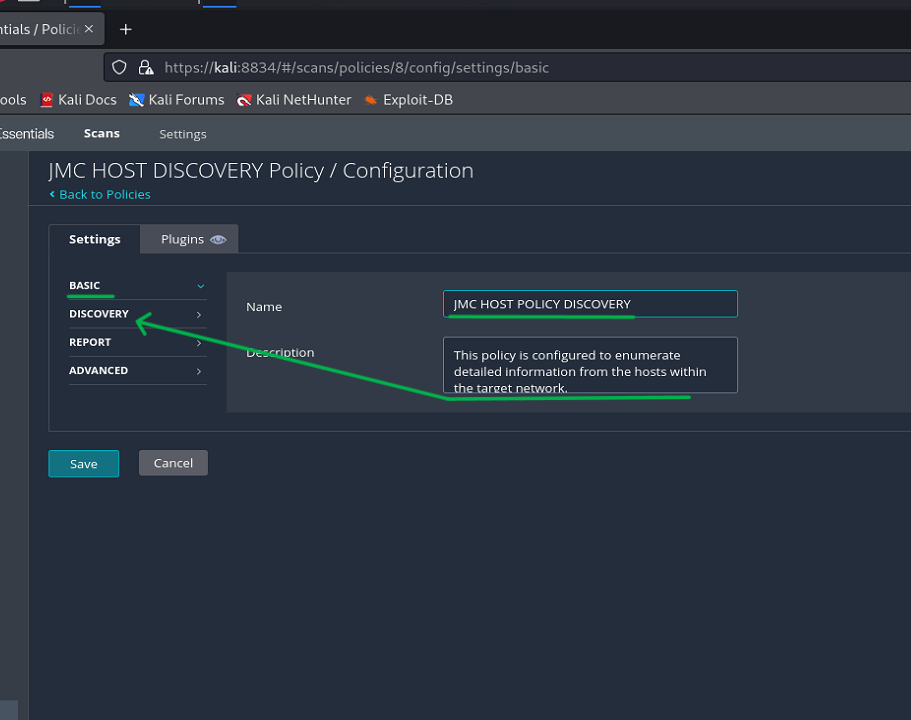 ntials / Polici
https://kali:8834/#/scans/policies/8/config/settings/basic
ools Kali Docs Kali Forums Kali NetHunter Exploit-DB
Essentials Scans Settings
JMC HOST DISCOVERY Policy / Configuration
Back to Policies
Settings Plugins
BASIC
DISCOVERY
REPORT
ADVANCED
Name JMC HOST POLICY DISCOVERY
Description This policy is configured to enumerate
detailed information from the hosts within
the target network.
Save Cancel